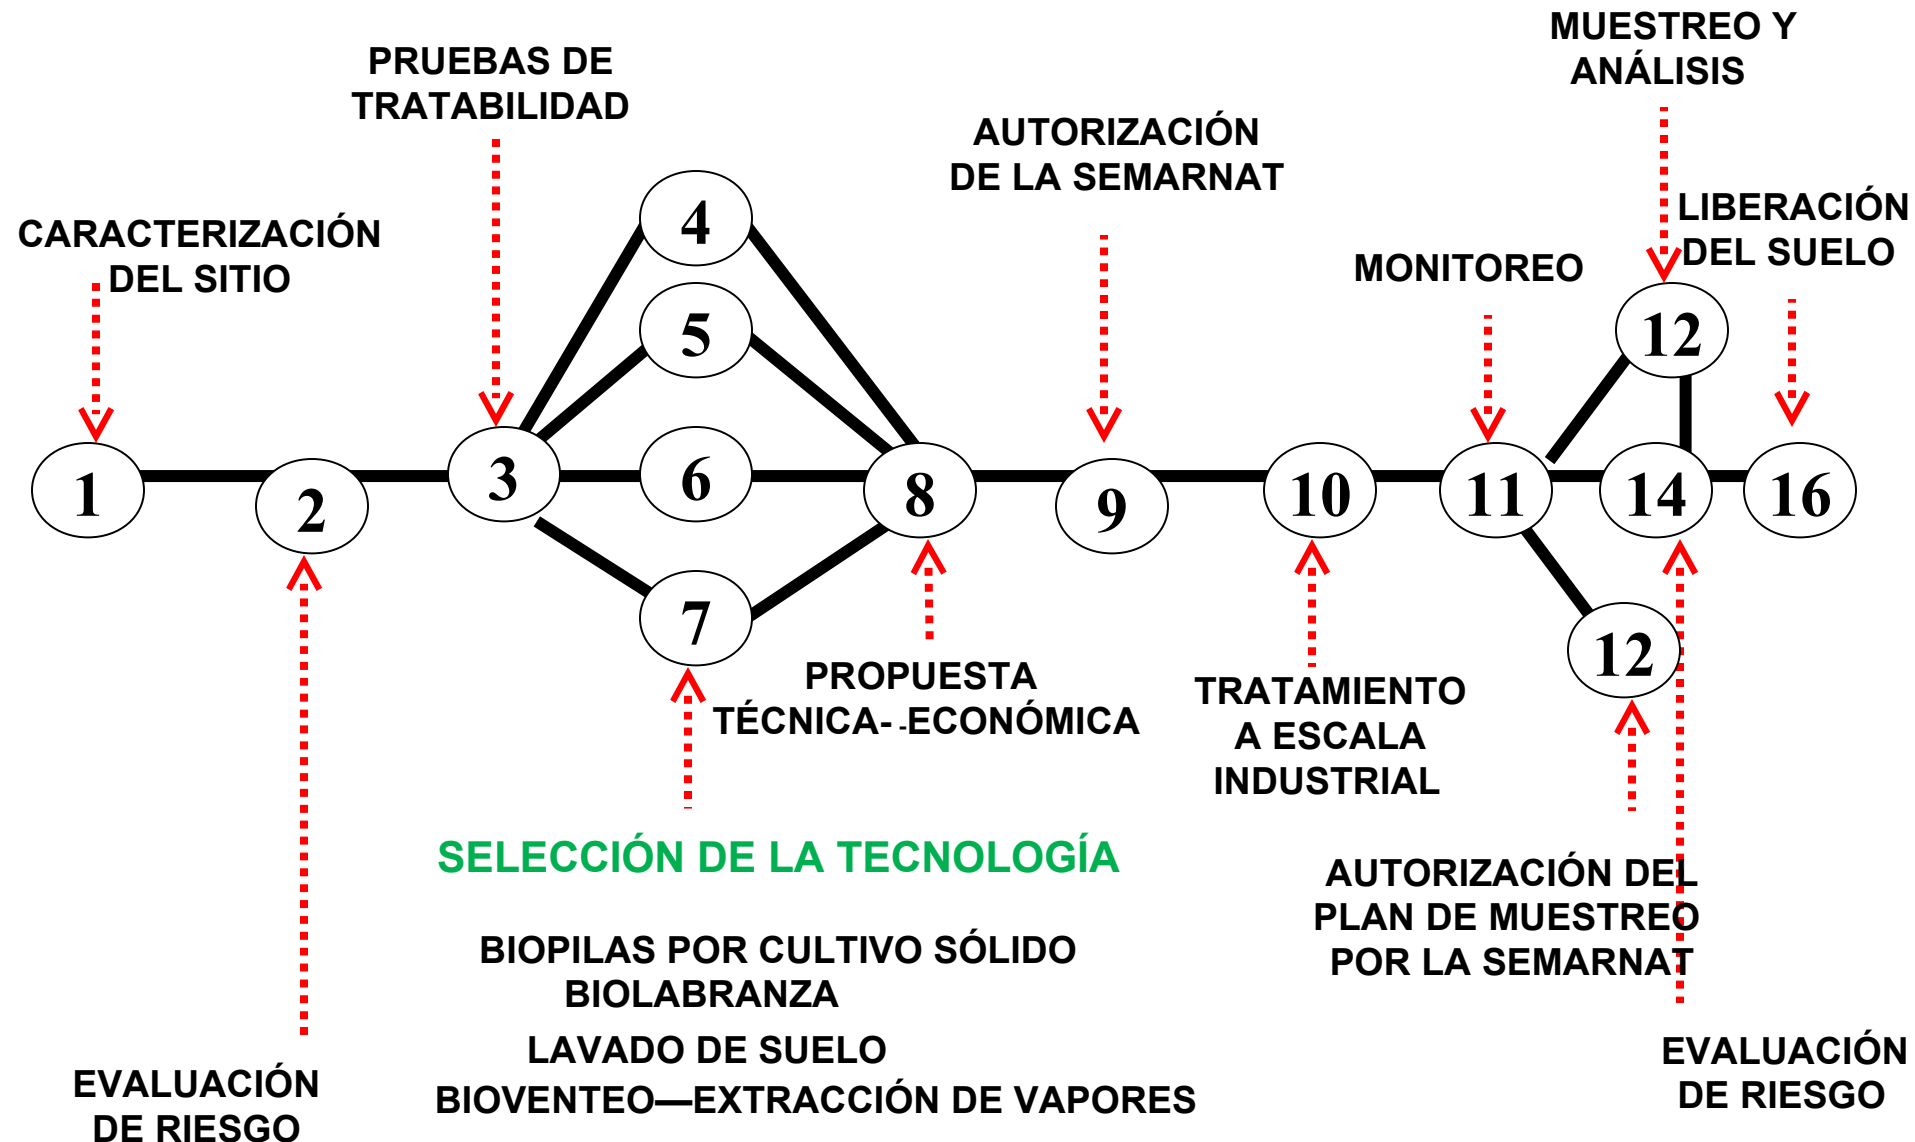 MUESTREO Y
ANÁLISIS
PRUEBAS DE
TRATABILIDAD
AUTORIZACIÓN
DE LA SEMARNAT
LIBERACIÓN
DEL SUELO
CARACTERIZACIÓN
DEL SITIO
MONITOREO
4
5
12
1
2
3
6
8
9
10
11
14
16
7
12
PROPUESTA
TÉCNICA- -ECONÓMICA
TRATAMIENTO
A ESCALA
INDUSTRIAL
SELECCIÓN DE LA TECNOLOGÍA
BIOPILAS POR CULTIVO SÓLIDO
BIOLABRANZA
LAVADO DE SUELO
BIOVENTEO—EXTRACCIÓN DE VAPORES
AUTORIZACIÓN DEL
PLAN DE MUESTREO
POR LA SEMARNAT
EVALUACIÓN
DE RIESGO
EVALUACIÓN
DE RIESGO